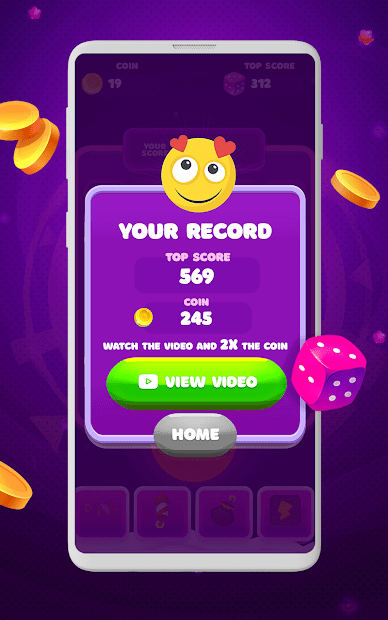 COIN
TOP SCORE
19
312
YOUR
SCORE
YOUR RECORD
TOP SCORE
569
COIN
245
WATCH THE VIDEO AND 2X THE COIN
VIEW VIDEO
HOME